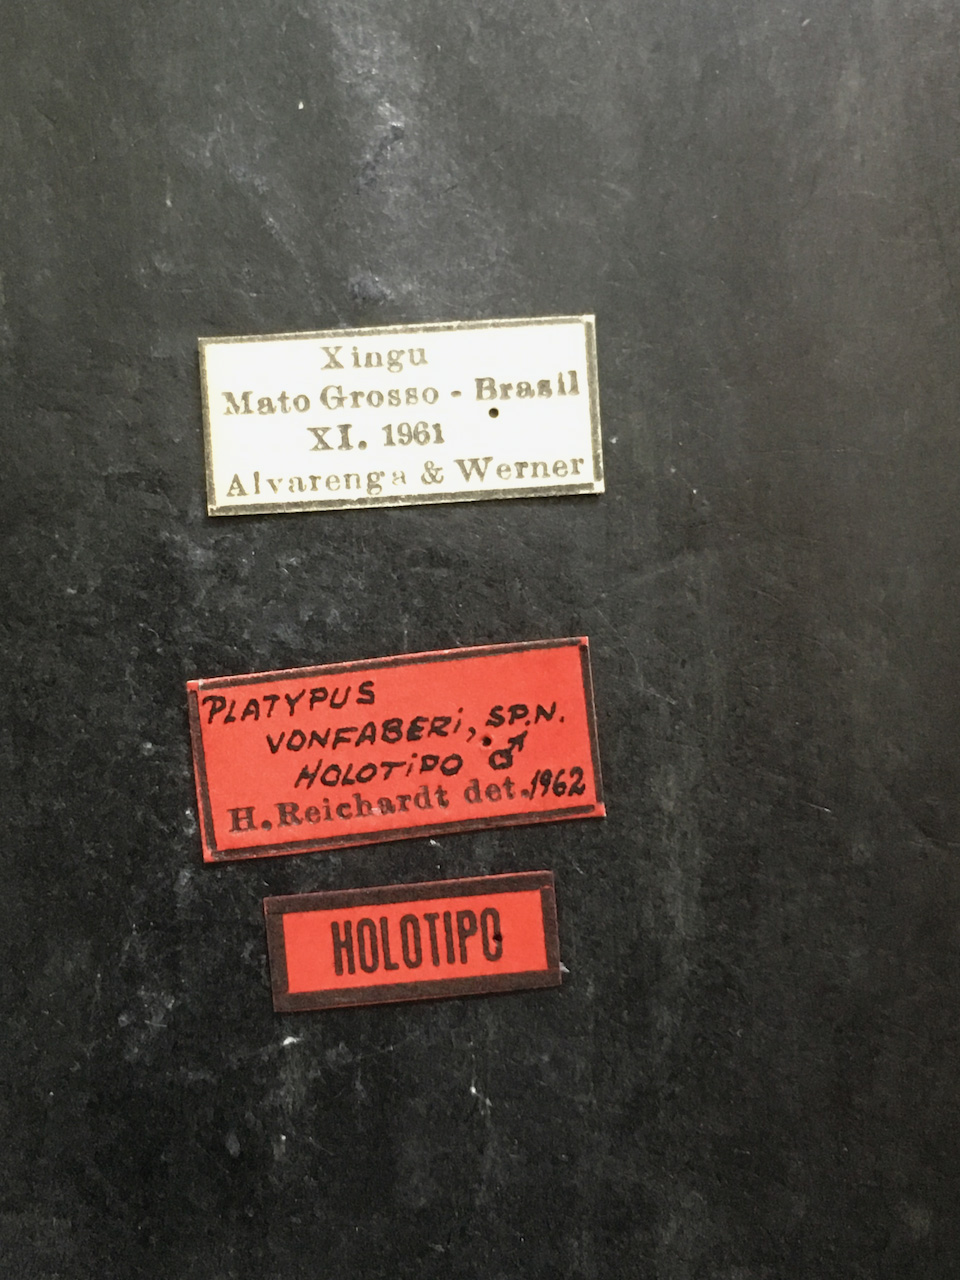 Xingu
Mato Grosso - Brasil
XI. 1961
Alvarenga & Werner
PLATYPUS
VONFABERi, SP.N.
HOLOTiPO ♂
H. Reichardt det. 1962
HOLOTIPO